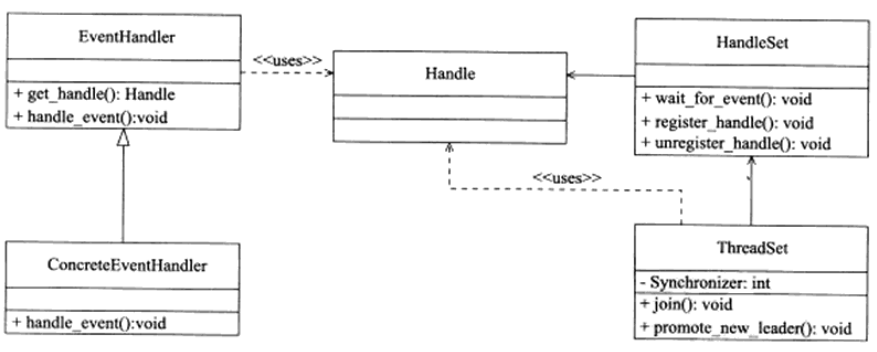 EventHandler
+ get_handle(): Handle
+ handle_event():void
<<uses>>
Handle
HandleSet
+ wait_for_event(): void
+ register_handle(): void
+ unregister_handle(): void
<<uses>>
ConcreteEventHandler
+ handle_event():void
ThreadSet
- Synchronizer: int
+ join(): void
+ promote_new_leader(): void